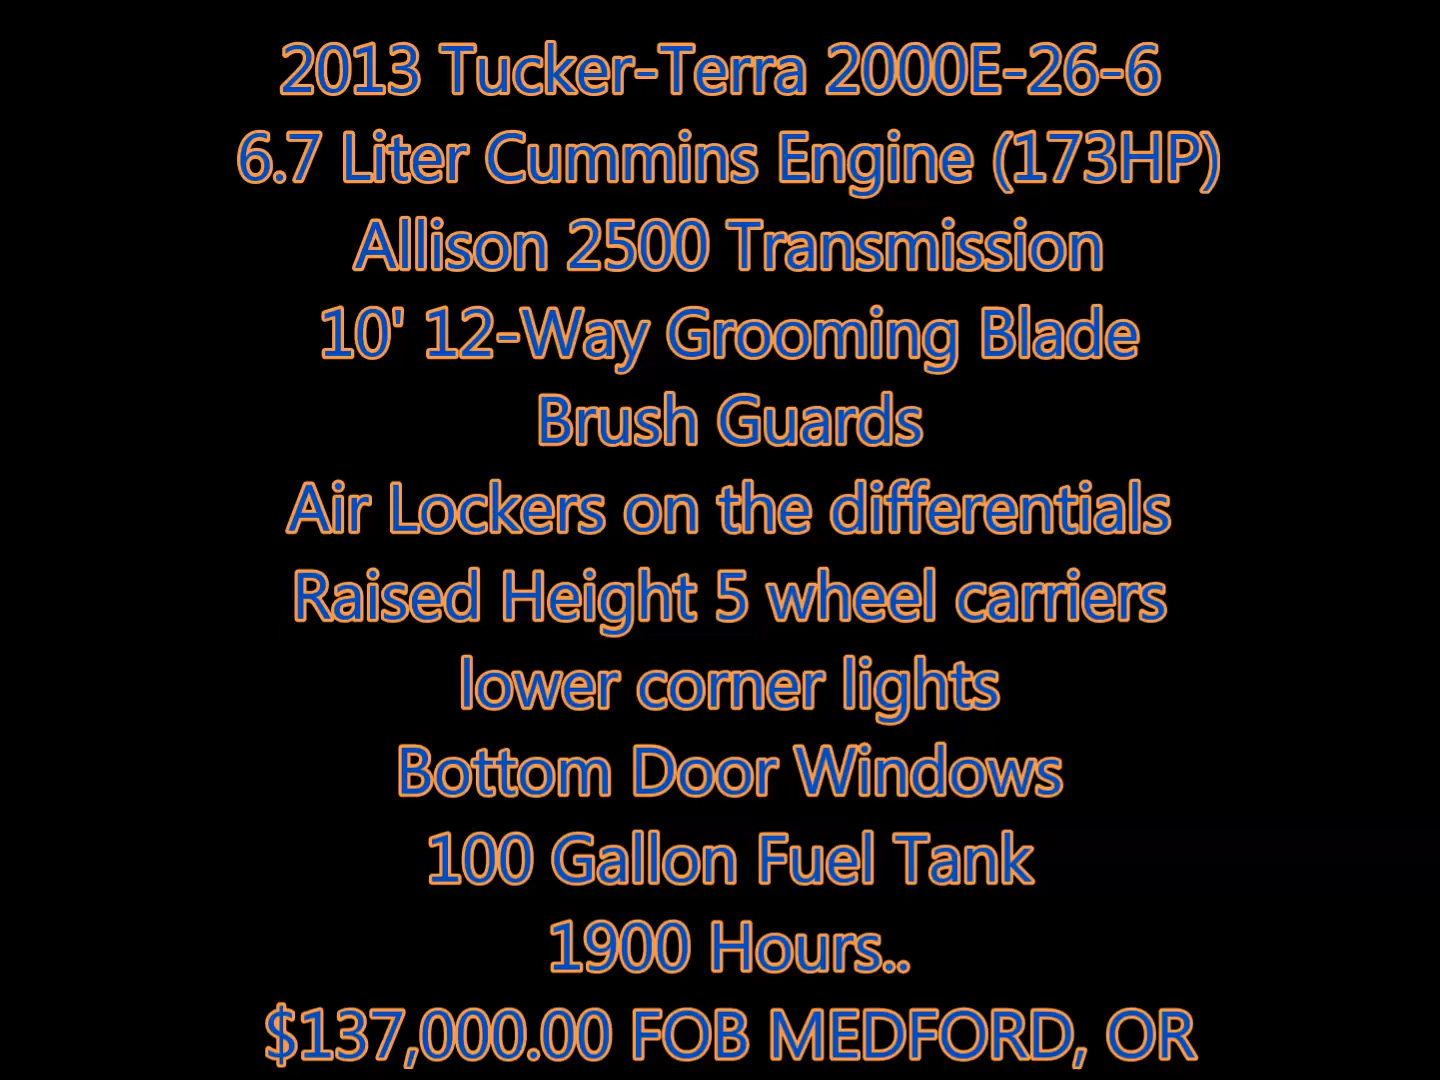 2013 Tucker-Terra 2000E-26-6
6.7 Liter Cummins Engine (173HP)
Allison 2500 Transmission
10' 12-Way Grooming Blade
Brush Guards
Air Lockers on the differentials
Raised Height 5 wheel carriers
lower corner lights
Bottom Door Windows
100 Gallon Fuel Tank
1900 Hours..
$137,000.00 FOB MEDFORD, OR